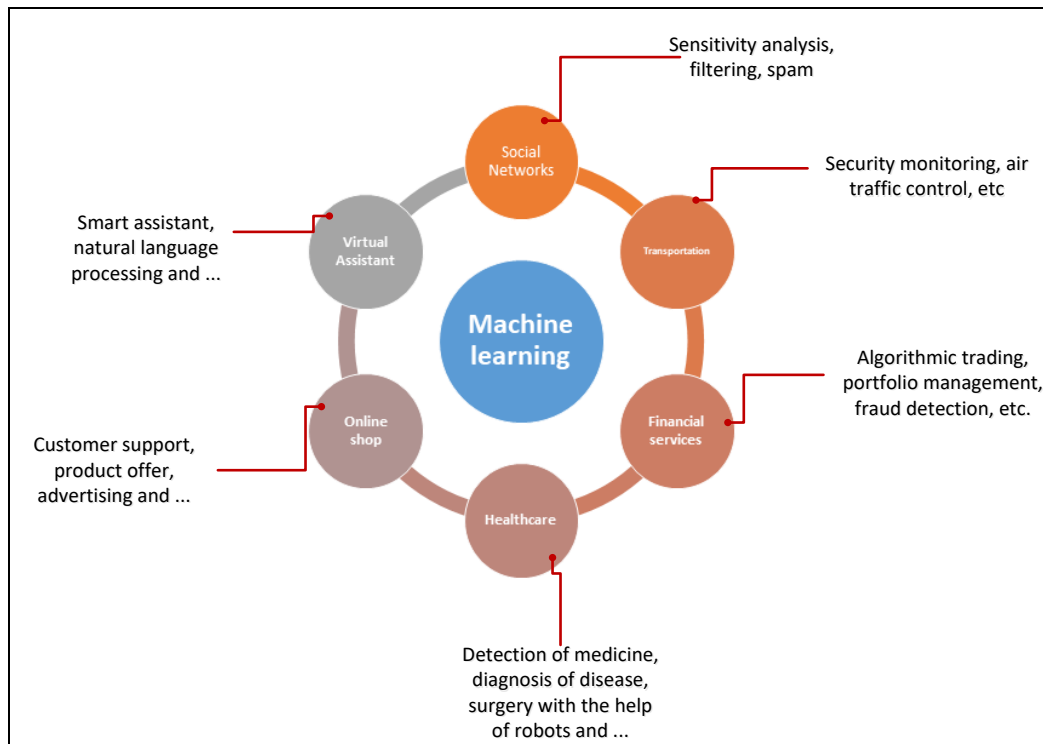 Sensitivity analysis,
filtering, spam
Social
Networks
Security monitoring, air
traffic control, etc
Transportation
Smart assistant,
natural language
processing and ...
Virtual
Assistant
Machine
learning
Algorithmic trading,
portfolio management,
fraud detection, etc.
Financial
services
Online
shop
Customer support,
product offer,
advertising and ...
Healthcare
Detection of medicine,
diagnosis of disease,
surgery with the help
of robots and ...